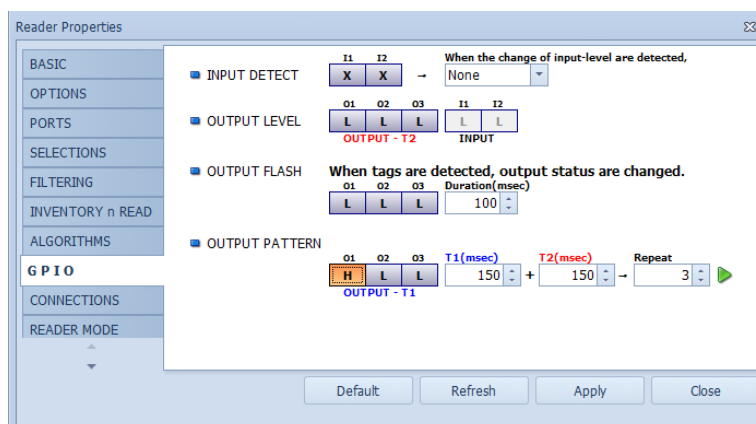 Reader Properties
BASIC
OPTIONS
PORTS
SELECTIONS
FILTERING
INVENTORY n READ
ALGORITHMS
G P I O
CONNECTIONS
READER MODE
I1 I2 When the change of input-level are detected,
INPUT DETECT X X → None
O1 O2 O3 I1 I2
OUTPUT LEVEL L L L L L
OUTPUT - T2 INPUT
OUTPUT FLASH When tags are detected, output status are changed.
O1 O2 O3 Duration(msec)
L L L 100
OUTPUT PATTERN
O1 O2 O3 T1(msec) T2(msec) Repeat
H L L 150 + 150 → 3
OUTPUT - T1
Default Refresh Apply Close